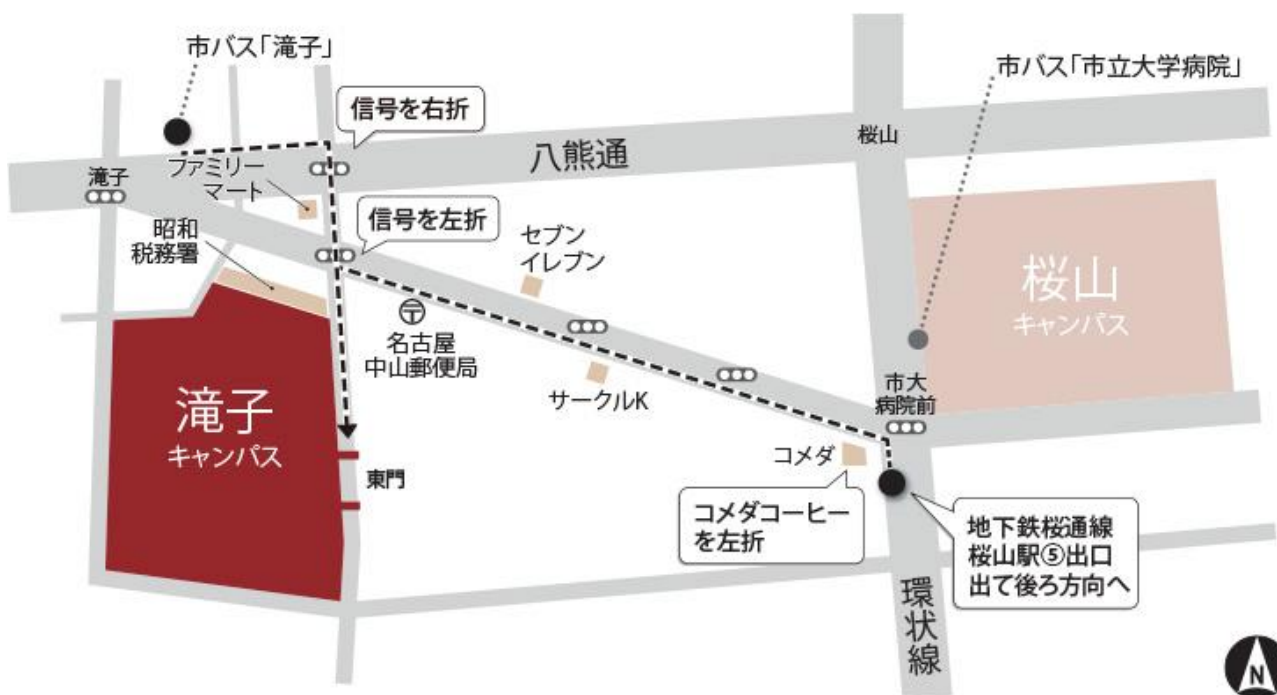 市バス「滝子」
市バス「市立大学病院」
信号を右折
桜山
八熊通
滝子
ファミリー
マート
信号を左折
昭和
税務署
セブン
イレブン
桜山
キャンパス
〒
名古屋
中山郵便局
市大
病院前
滝子
キャンパス
サークルK
コメダ
東門
コメダコーヒー
を左折
地下鉄桜通線
桜山駅⑤出口
出て後ろ方向へ
環状線
N